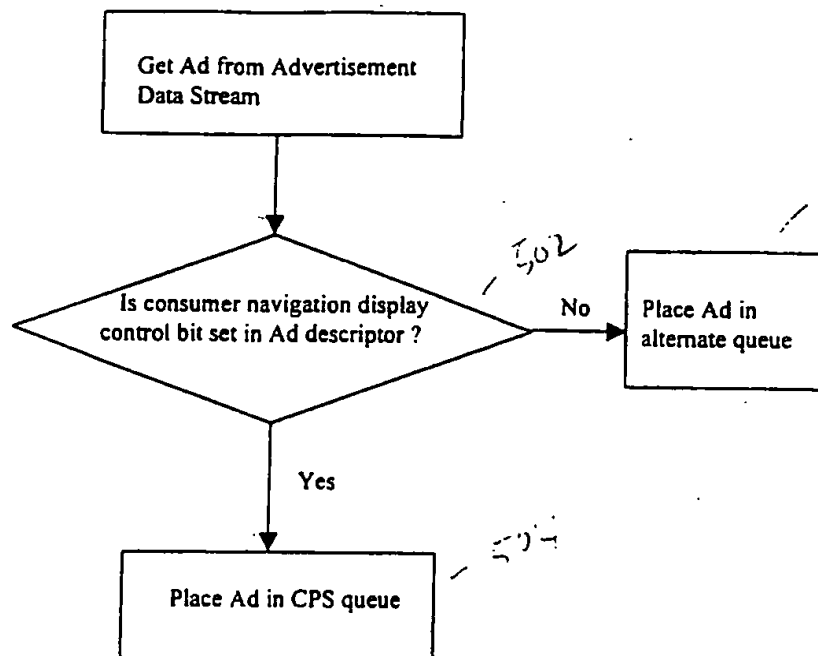 Get Ad from Advertisement
Data Stream
Is consumer navigation display
control bit set in Ad descriptor ?
502
No
Place Ad in
alternate queue
Yes
504
Place Ad in CPS queue